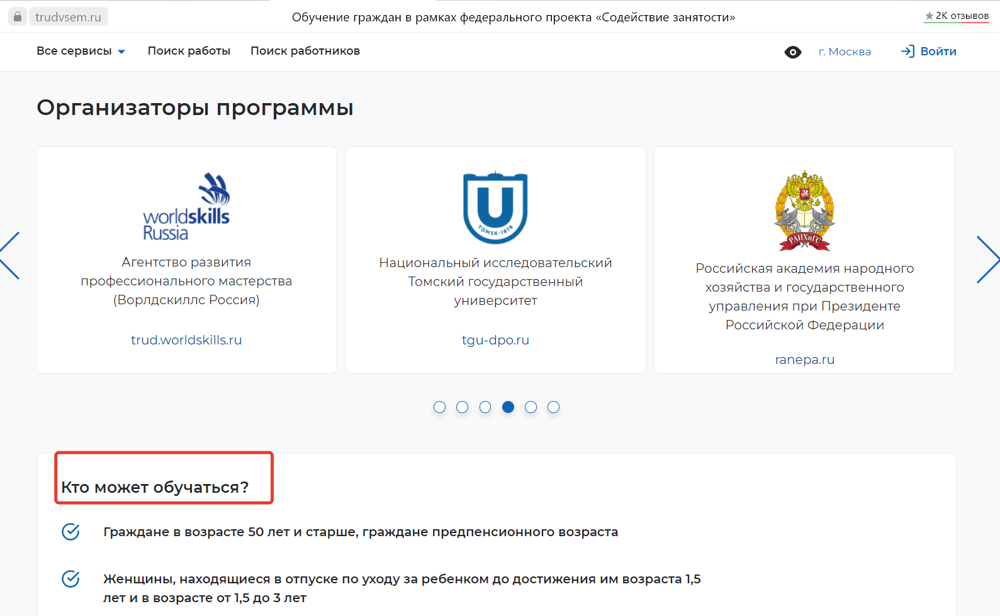 trudvsem.ru
Обучение граждан в рамках федерального проекта «Содействие занятости»
2K отзывов
Все сервисы
Поиск работы
Поиск работников
г. Москва
Войти
Организаторы программы
worldskills
Russia
Агентство развития
профессионального мастерства
(Ворлдскиллс Россия)
trud.worldskills.ru
U
TOMSK-1878
Национальный исследовательский
Томский государственный
университет
tgu-dpo.ru
РАНХиГС
Российская академия народного
хозяйства и государственного
управления при Президенте
Российской Федерации
ranepa.ru
Кто может обучаться?
Граждане в возрасте 50 лет и старше, граждане предпенсионного возраста
Женщины, находящиеся в отпуске по уходу за ребенком до достижения им возраста 1,5
лет и в возрасте от 1,5 до 3 лет